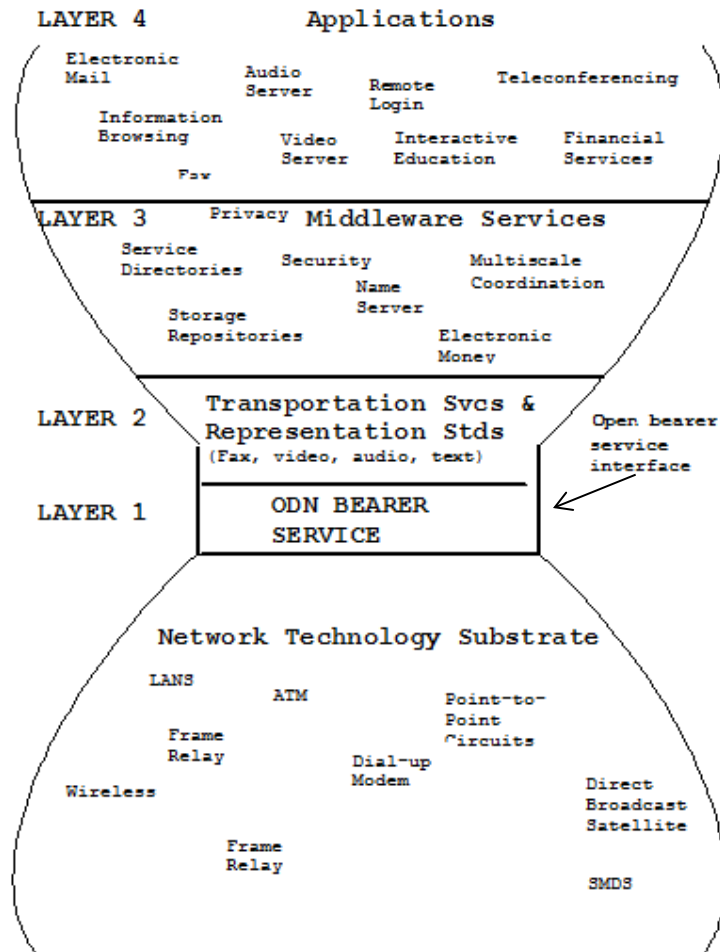 LAYER 4 Applications
Electronic
Mail
Audio
Server
Remote
Login
Teleconferencing
Information
Browsing
Video
Server
Interactive
Education
Financial
Services
Fax
LAYER 3 Privacy Middleware Services
Service
Directories
Security
Multiscale
Coordination
Name
Server
Storage
Repositories
Electronic
Money
LAYER 2
Transportation Svcs &
Representation Stds
(Fax, video, audio, text)
Open bearer
service
interface
LAYER 1
ODN BEARER
SERVICE
Network Technology Substrate
LANS
ATM
Point-to-
Point
Circuits
Frame
Relay
Dial-up
Modem
Wireless
Direct
Broadcast
Satellite
Frame
Relay
SMDS